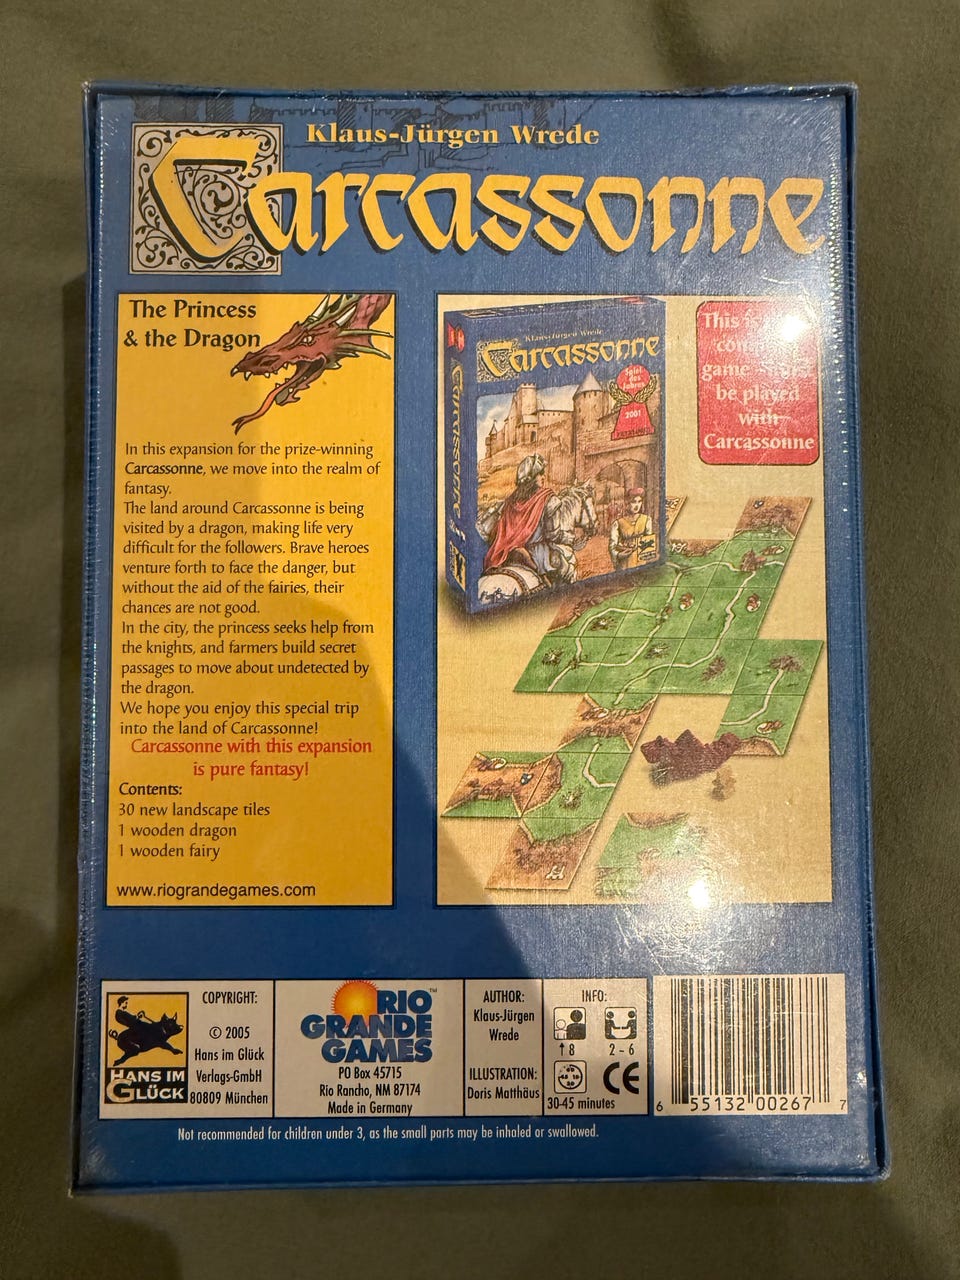 Klaus-Jürgen Wrede
Carcassonne
The Princess
& the Dragon
In this expansion for the prize-winning
Carcassonne, we move into the realm of
fantasy.
The land around Carcassonne is being
visited by a dragon, making life very
difficult for the followers. Brave heroes
venture forth to face the danger, but
without the aid of the fairies, their
chances are not good.
In the city, the princess seeks help from
the knights, and farmers build secret
passages to move about undetected by
the dragon.
We hope you enjoy this special trip
into the land of Carcassonne!
Carcassonne with this expansion
is pure fantasy!
Contents:
30 new landscape tiles
1 wooden dragon
1 wooden fairy
www.riograndegames.com
Klaus-Jürgen Wrede
Carcassonne
Spiel
des
Jahres
2001
Carcassonne
This is
game
be played
with
Carcassonne
HANS IM
GLÜCK
COPYRIGHT:
© 2005
Hans im Glück
Verlags-GmbH
80809 München
RIO
GRANDE
GAMES™
PO Box 45715
Rio Rancho, NM 87174
Made in Germany
AUTHOR:
Klaus-Jürgen
Wrede
ILLUSTRATION:
Doris Matthäus
INFO:
↑8
2 - 6
30-45 minutes
CE
6 55132 00267 7
Not recommended for children under 3, as the small parts may be inhaled or swallowed.